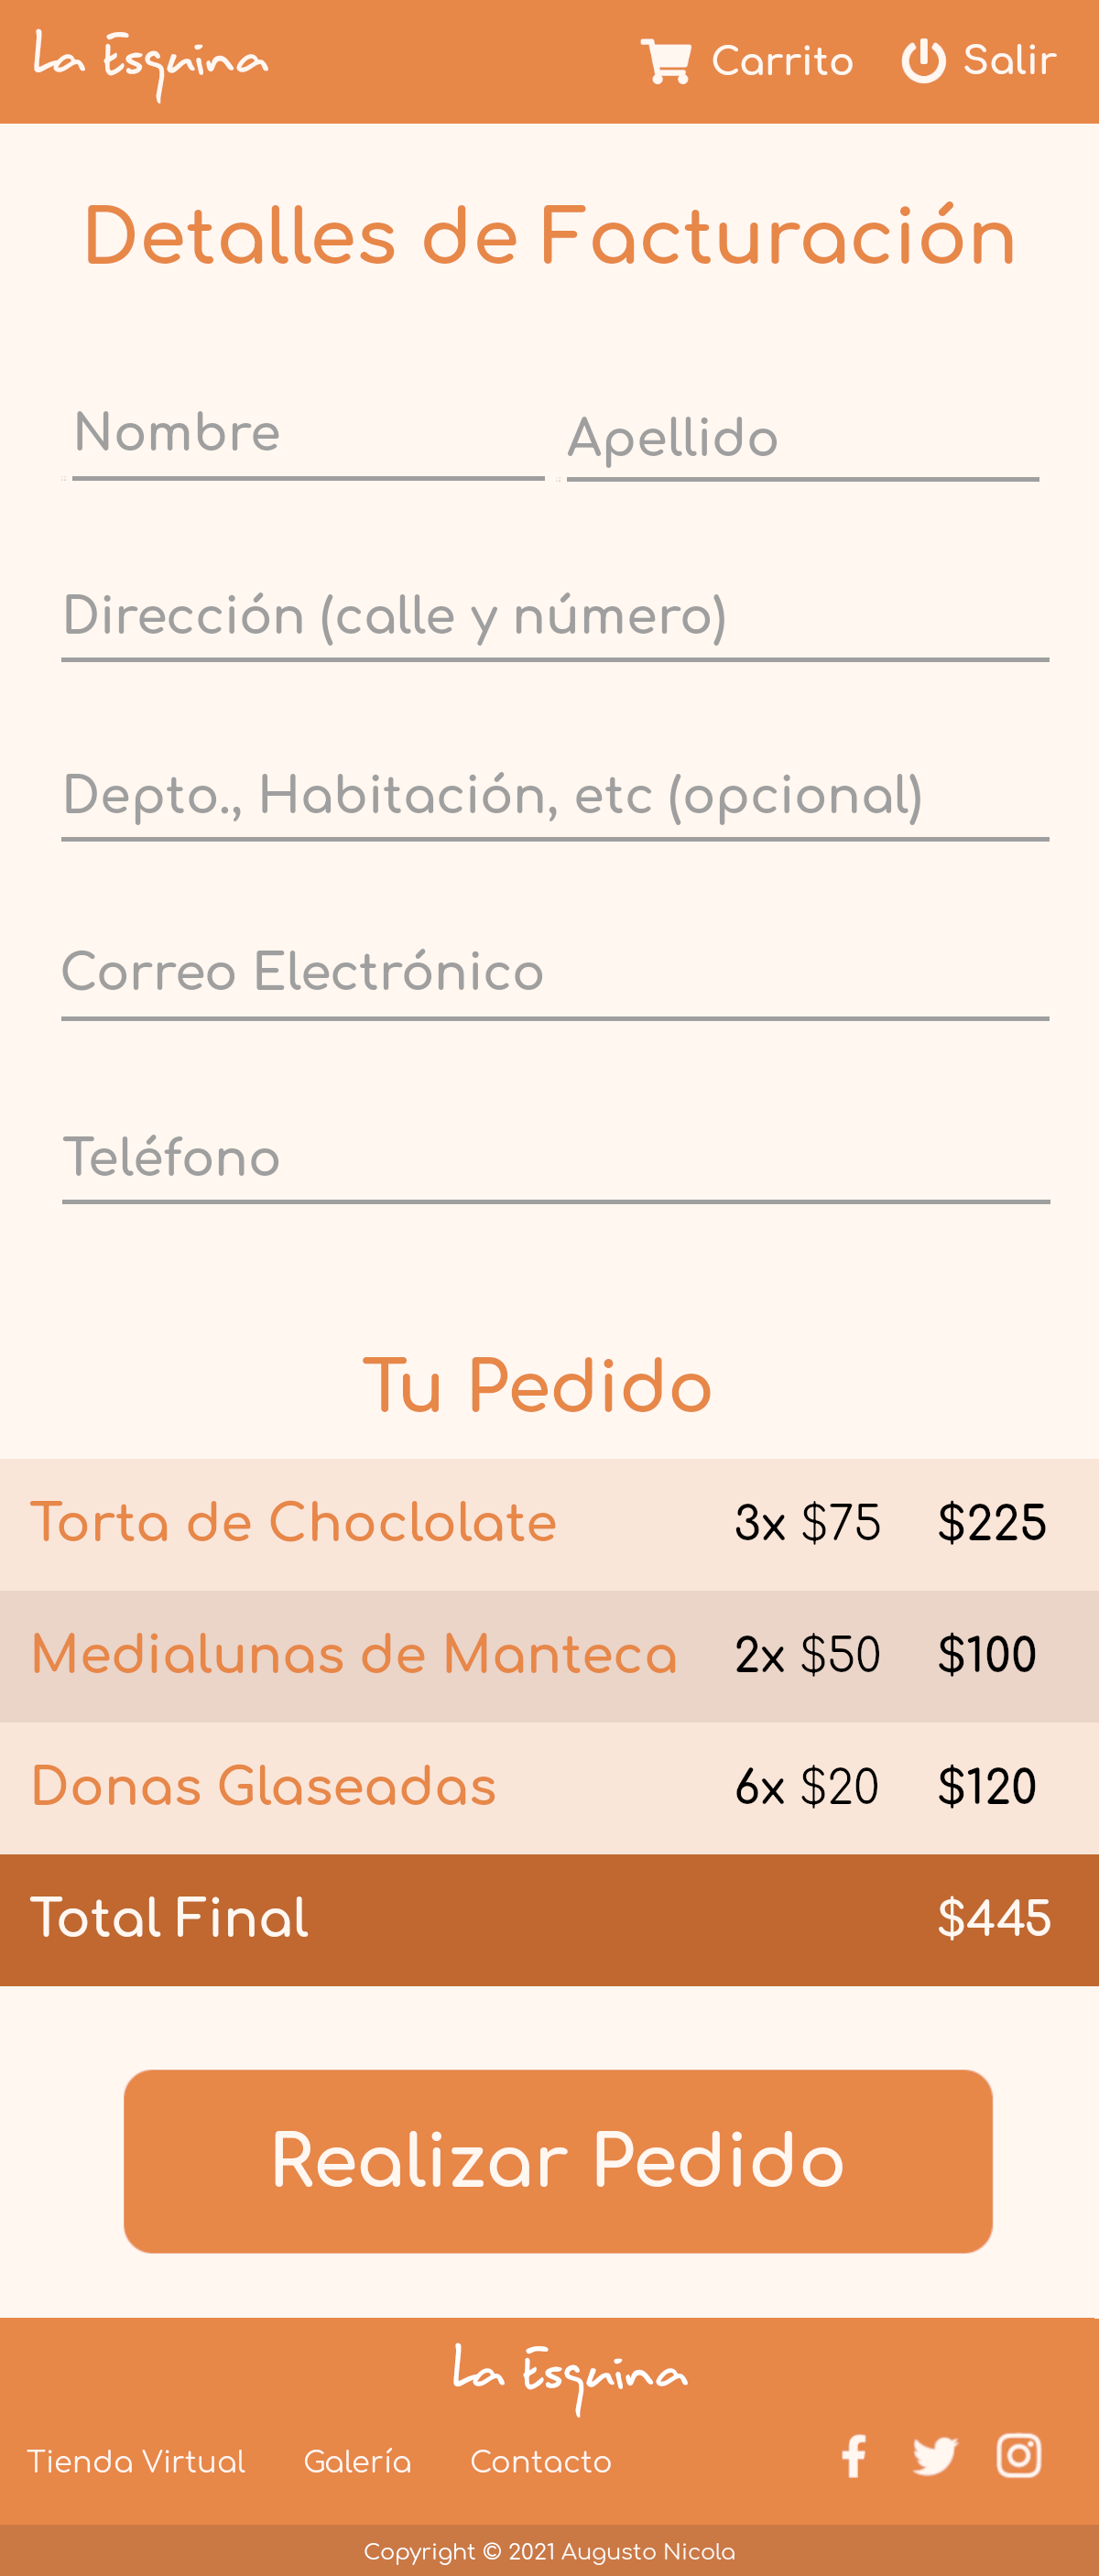 La Esquina Carrito Salir
Detalles de Facturación
Nombre Apellido
Dirección (calle y número)
Depto., Habitación, etc (opcional)
Correo Electrónico
Teléfono
Tu Pedido
Torta de Choclolate 3x $75 $225
Medialunas de Manteca 2x $50 $100
Donas Glaseadas 6x $20 $120
Total Final $445
Realizar Pedido
La Esquina
Tienda Virtual Galería Contacto
Copyright © 2021 Augusto Nicola